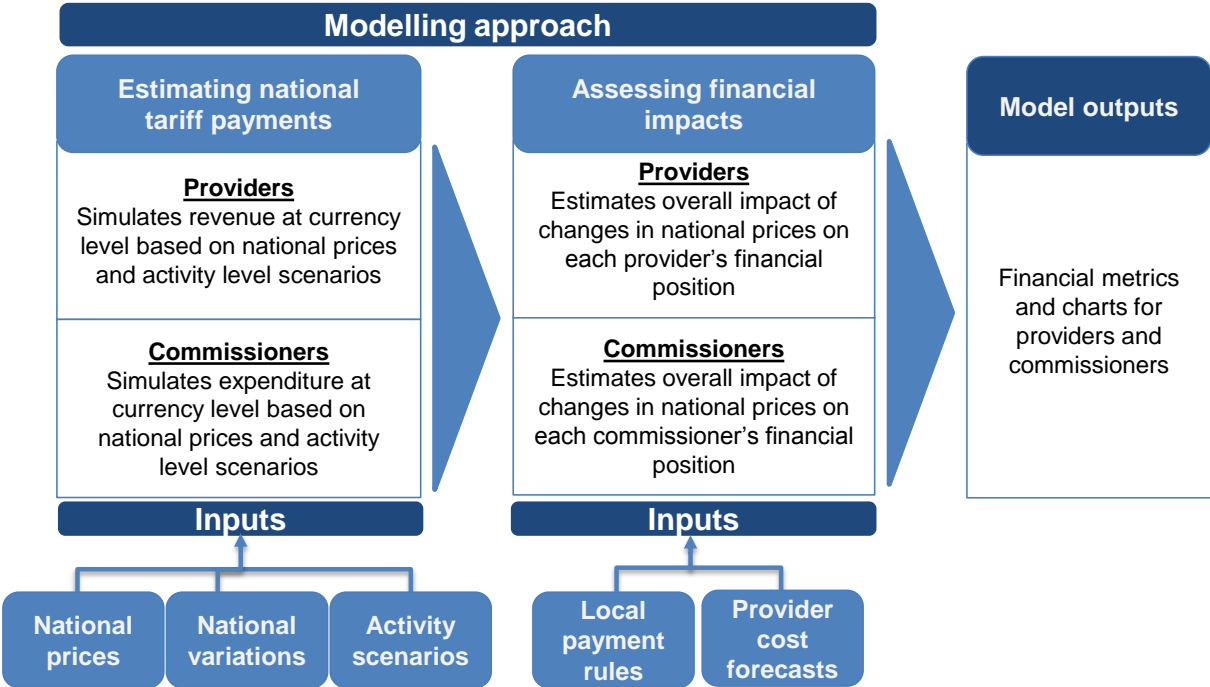 Modelling approach
Estimating national
tariff payments
Providers
Simulates revenue at currency
level based on national prices
and activity level scenarios
Commissioners
Simulates expenditure at
currency level based on
national prices and activity
level scenarios
Inputs
National
prices
National
variations
Activity
scenarios
Assessing financial
impacts
Providers
Estimates overall impact of
changes in national prices on
each provider’s financial
position
Commissioners
Estimates overall impact of
changes in national prices on
each commissioner’s financial
position
Inputs
Local
payment
rules
Provider
cost
forecasts
Model outputs
Financial metrics
and charts for
providers and
commissioners